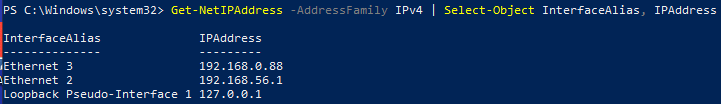 PS C:\Windows\system32> Get-NetIPAddress -AddressFamily IPv4 | Select-Object InterfaceAlias, IPAddress
InterfaceAlias IPAddress
-------------- ---------
Ethernet 3 192.168.0.88
Ethernet 2 192.168.56.1
Loopback Pseudo-Interface 1 127.0.0.1